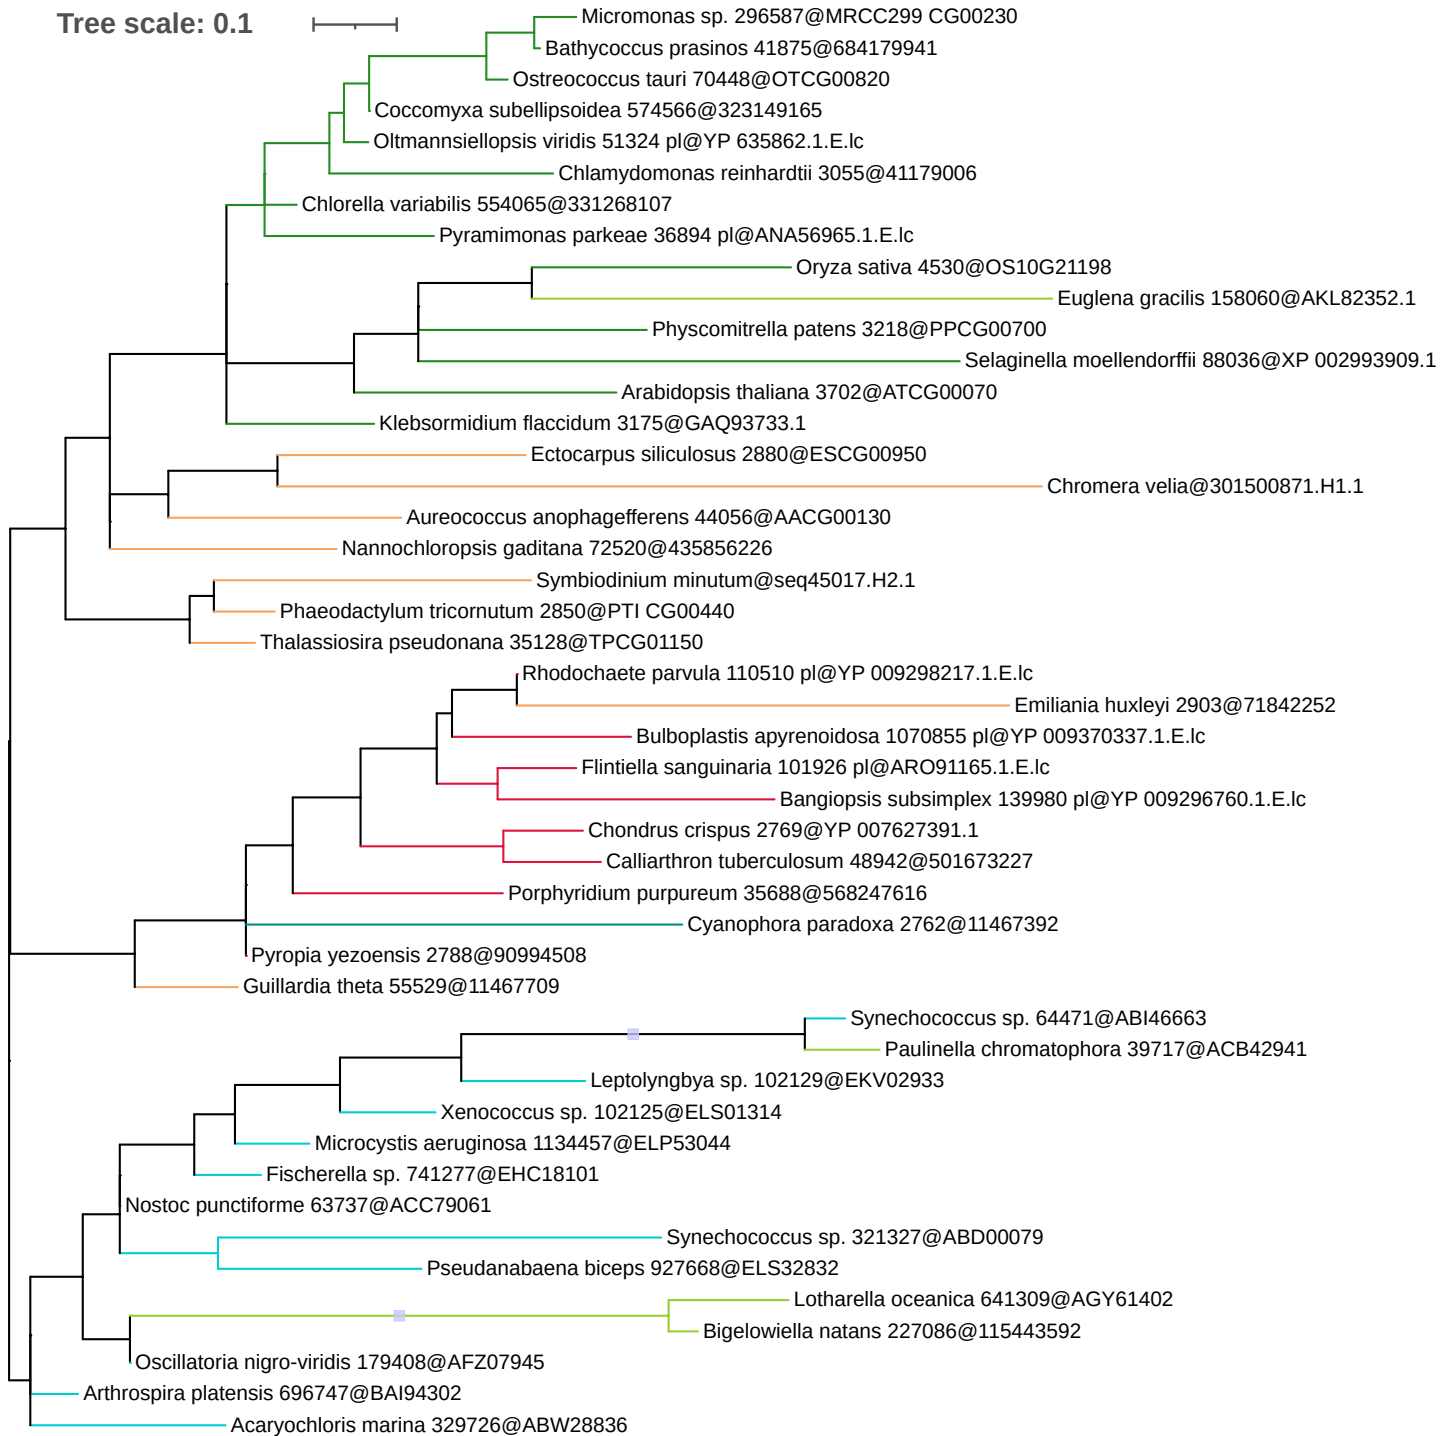 Tree scale: 0.1
Micromonas sp. 296587@MRCC299 CG00230
Bathycoccus prasinos 41875@684179941
Ostreococcus tauri 70448@OTCG00820
Coccomyxa subellipsoidea 574566@323149165
Oltmannsiellopsis viridis 51324 pl@YP 635862.1.E.lc
Chlamydomonas reinhardtii 3055@41179006
Chlorella variabilis 554065@331268107
Pyramimonas parkeae 36894 pl@ANA56965.1.E.lc
Oryza sativa 4530@OS10G21198
Euglena gracilis 158060@AKL82352.1
Physcomitrella patens 3218@PPCG00700
Selaginella moellendorffii 88036@XP 002993909.1
Arabidopsis thaliana 3702@ATCG00070
Klebsormidium flaccidum 3175@GAQ93733.1
Ectocarpus siliculosus 2880@ESCG00950
Chromera velia@301500871.H1.1
Aureococcus anophagefferens 44056@AACG00130
Nannochloropsis gaditana 72520@435856226
Symbiodinium minutum@seq45017.H2.1
Phaeodactylum tricornutum 2850@PTI CG00440
Thalassiosira pseudonana 35128@TPCG01150
Rhodochaete parvula 110510 pl@YP 009298217.1.E.lc
Emiliania huxleyi 2903@71842252
Bulboplastis apyrenoidosa 1070855 pl@YP 009370337.1.E.lc
Flintiella sanguinaria 101926 pl@ARO91165.1.E.lc
Bangiopsis subsimplex 139980 pl@YP 009296760.1.E.lc
Chondrus crispus 2769@YP 007627391.1
Calliarthron tuberculosum 48942@501673227
Porphyridium purpureum 35688@568247616
Cyanophora paradoxa 2762@11467392
Pyropia yezoensis 2788@90994508
Guillardia theta 55529@11467709
Synechococcus sp. 64471@ABI46663
Paulinella chromatophora 39717@ACB42941
Leptolyngbya sp. 102129@EKV02933
Xenococcus sp. 102125@ELS01314
Microcystis aeruginosa 1134457@ELP53044
Fischerella sp. 741277@EHC18101
Nostoc punctiforme 63737@ACC79061
Synechococcus sp. 321327@ABD00079
Pseudanabaena biceps 927668@ELS32832
Lotharella oceanica 641309@AGY61402
Bigelowiella natans 227086@115443592
Oscillatoria nigro-viridis 179408@AFZ07945
Arthrospira platensis 696747@BAI94302
Acaryochloris marina 329726@ABW28836